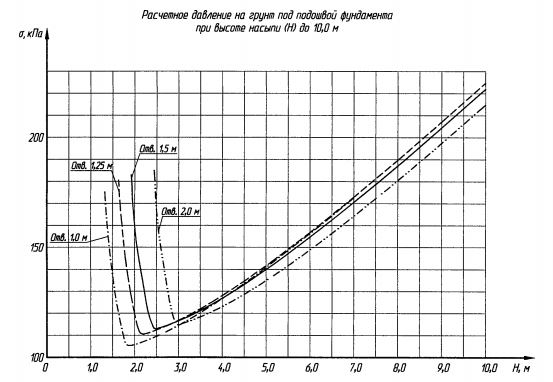 Расчетное давление на грунт под подошвой фундамента
при высоте насыпи (Н) до 10,0 м
σ, кПа
200
Отв. 1,5 м
Отв. 1,25 м
Отв. 2,0 м
Отв. 1,0 м
150
100
0 1,0 2,0 3,0 4,0 5,0 6,0 7,0 8,0 9,0 10,0 Н, м